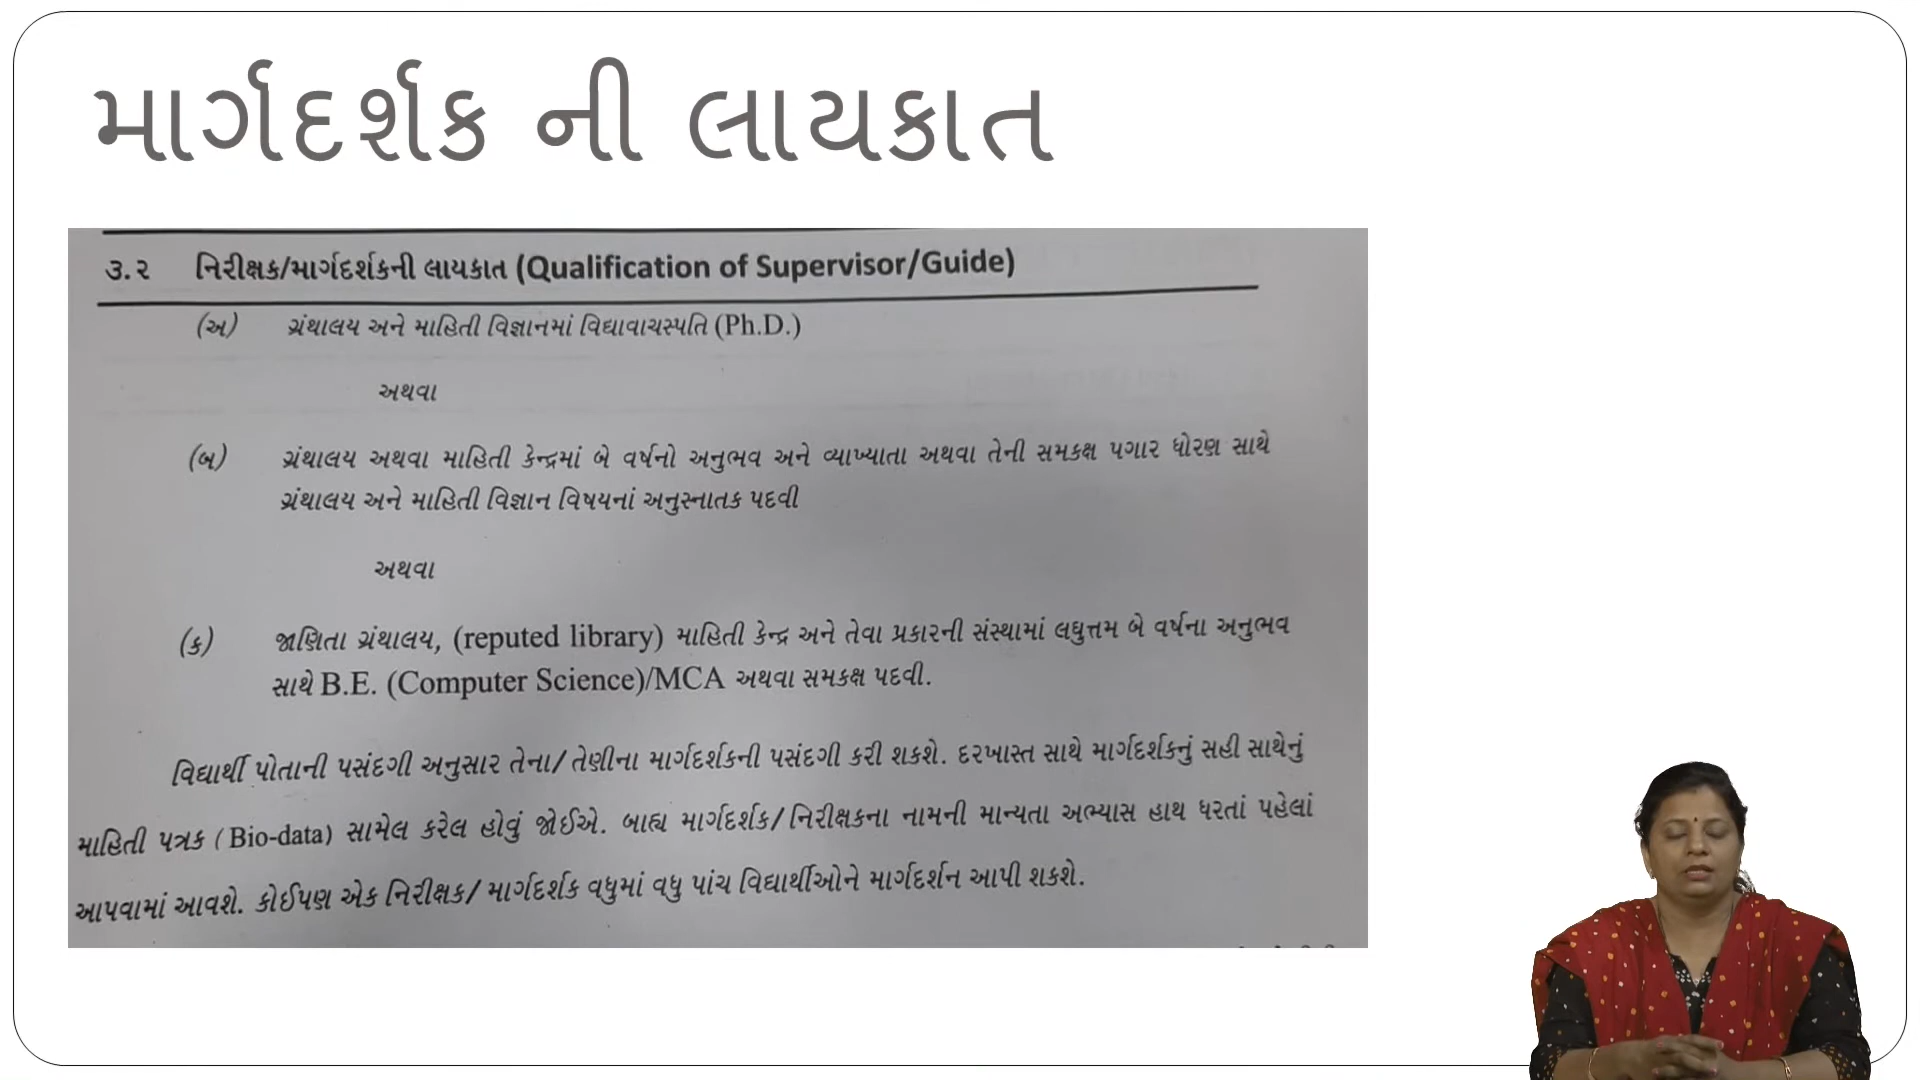 માર્ગદર્શક ની લાયકાત
૩.૨ નિરીક્ષક/માર્ગદર્શકની લાયકાત (Qualification of Supervisor/Guide)
(અ) ગ્રંથાલય અને માહિતી વિજ્ઞાનમાં વિદ્યાવાચસ્પતિ (Ph.D.)
અથવા
(બ) ગ્રંથાલય અથવા માહિતી કેન્દ્રમાં બે વર્ષનો અનુભવ અને વ્યાખ્યાતા અથવા તેની સમકક્ષ પગાર ધોરણ સાથે
ગ્રંથાલય અને માહિતી વિજ્ઞાન વિષયનાં અનુસ્નાતક પદવી
અથવા
(ક) જાણિતા ગ્રંથાલય, (reputed library) માહિતી કેન્દ્ર અને તેવા પ્રકારની સંસ્થામાં લઘુત્તમ બે વર્ષના અનુભવ
સાથે B.E. (Computer Science)/MCA અથવા સમકક્ષ પદવી.
વિદ્યાર્થી પોતાની પસંદગી અનુસાર તેના/ તેણીના માર્ગદર્શકની પસંદગી કરી શકશે. દરખાસ્ત સાથે માર્ગદર્શકનું સહી સાથેનું
માહિતી પત્રક ( Bio-data) સામેલ કરેલ હોવું જોઈએ. બાહ્ય માર્ગદર્શક/ નિરીક્ષકના નામની માન્યતા અભ્યાસ હાથ ધરતાં પહેલાં
આપવામાં આવશે. કોઈપણ એક નિરીક્ષક/ માર્ગદર્શક વધુમાં વધુ પાંચ વિદ્યાર્થીઓને માર્ગદર્શન આપી શકશે.